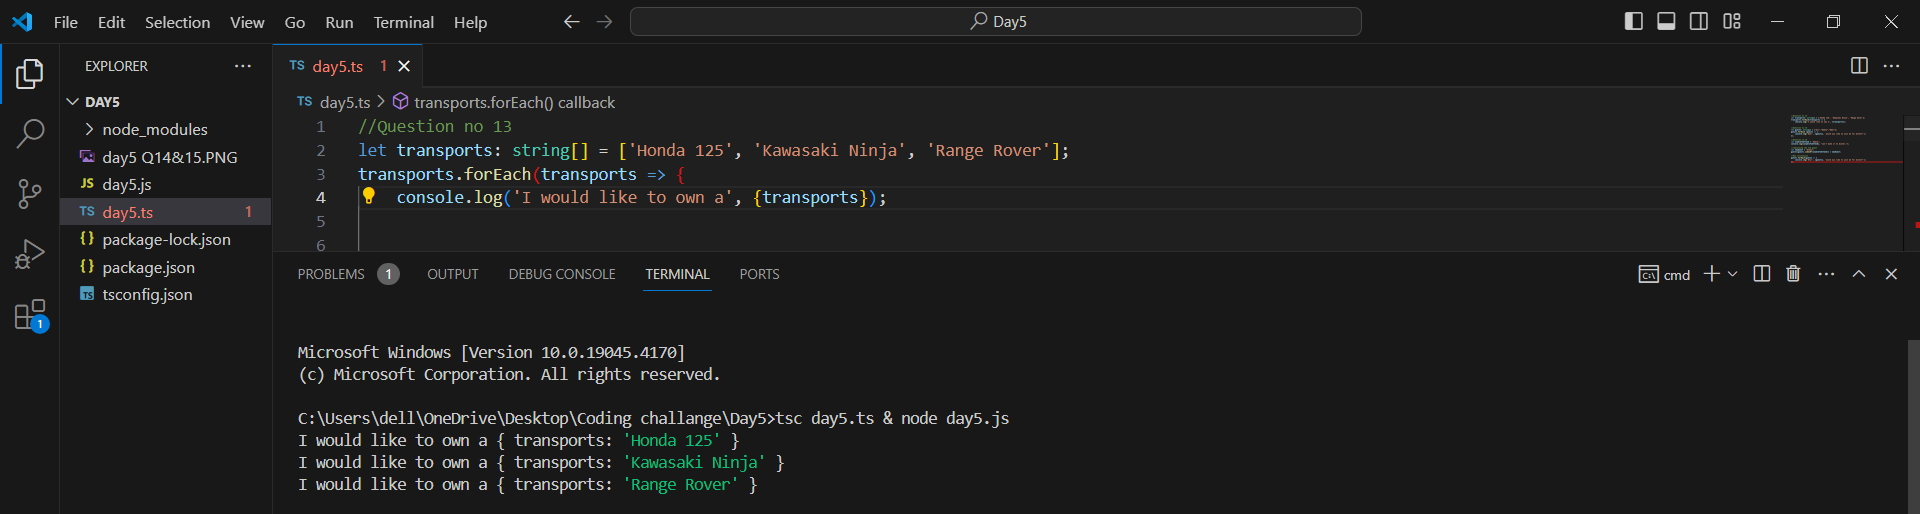 File Edit Selection View Go Run Terminal Help Day5
EXPLORER
DAY5
node_modules
day5 Q14&15.PNG
JS day5.js
TS day5.ts 1
{} package-lock.json
{} package.json
TS tsconfig.json
1
TS day5.ts 1
TS day5.ts > transports.forEach() callback
1 //Question no 13
2 let transports: string[] = ['Honda 125', 'Kawasaki Ninja', 'Range Rover'];
3 transports.forEach(transports => {
4 console.log('I would like to own a', {transports});
5
6
PROBLEMS 1 OUTPUT DEBUG CONSOLE TERMINAL PORTS cmd
Microsoft Windows [Version 10.0.19045.4170]
(c) Microsoft Corporation. All rights reserved.
C:\Users\dell\OneDrive\Desktop\Coding challange\Day5>tsc day5.ts & node day5.js
I would like to own a { transports: 'Honda 125' }
I would like to own a { transports: 'Kawasaki Ninja' }
I would like to own a { transports: 'Range Rover' }